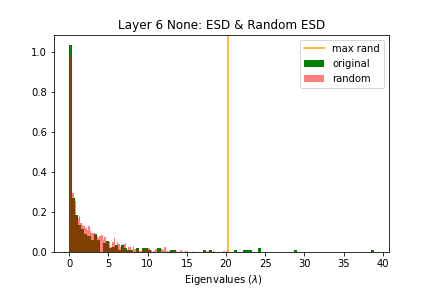 Layer 6 None: ESD & Random ESD
max rand
original
random
1.0
0.8
0.6
0.4
0.2
0.0
0 5 10 15 20 25 30 35 40
Eigenvalues (λ)